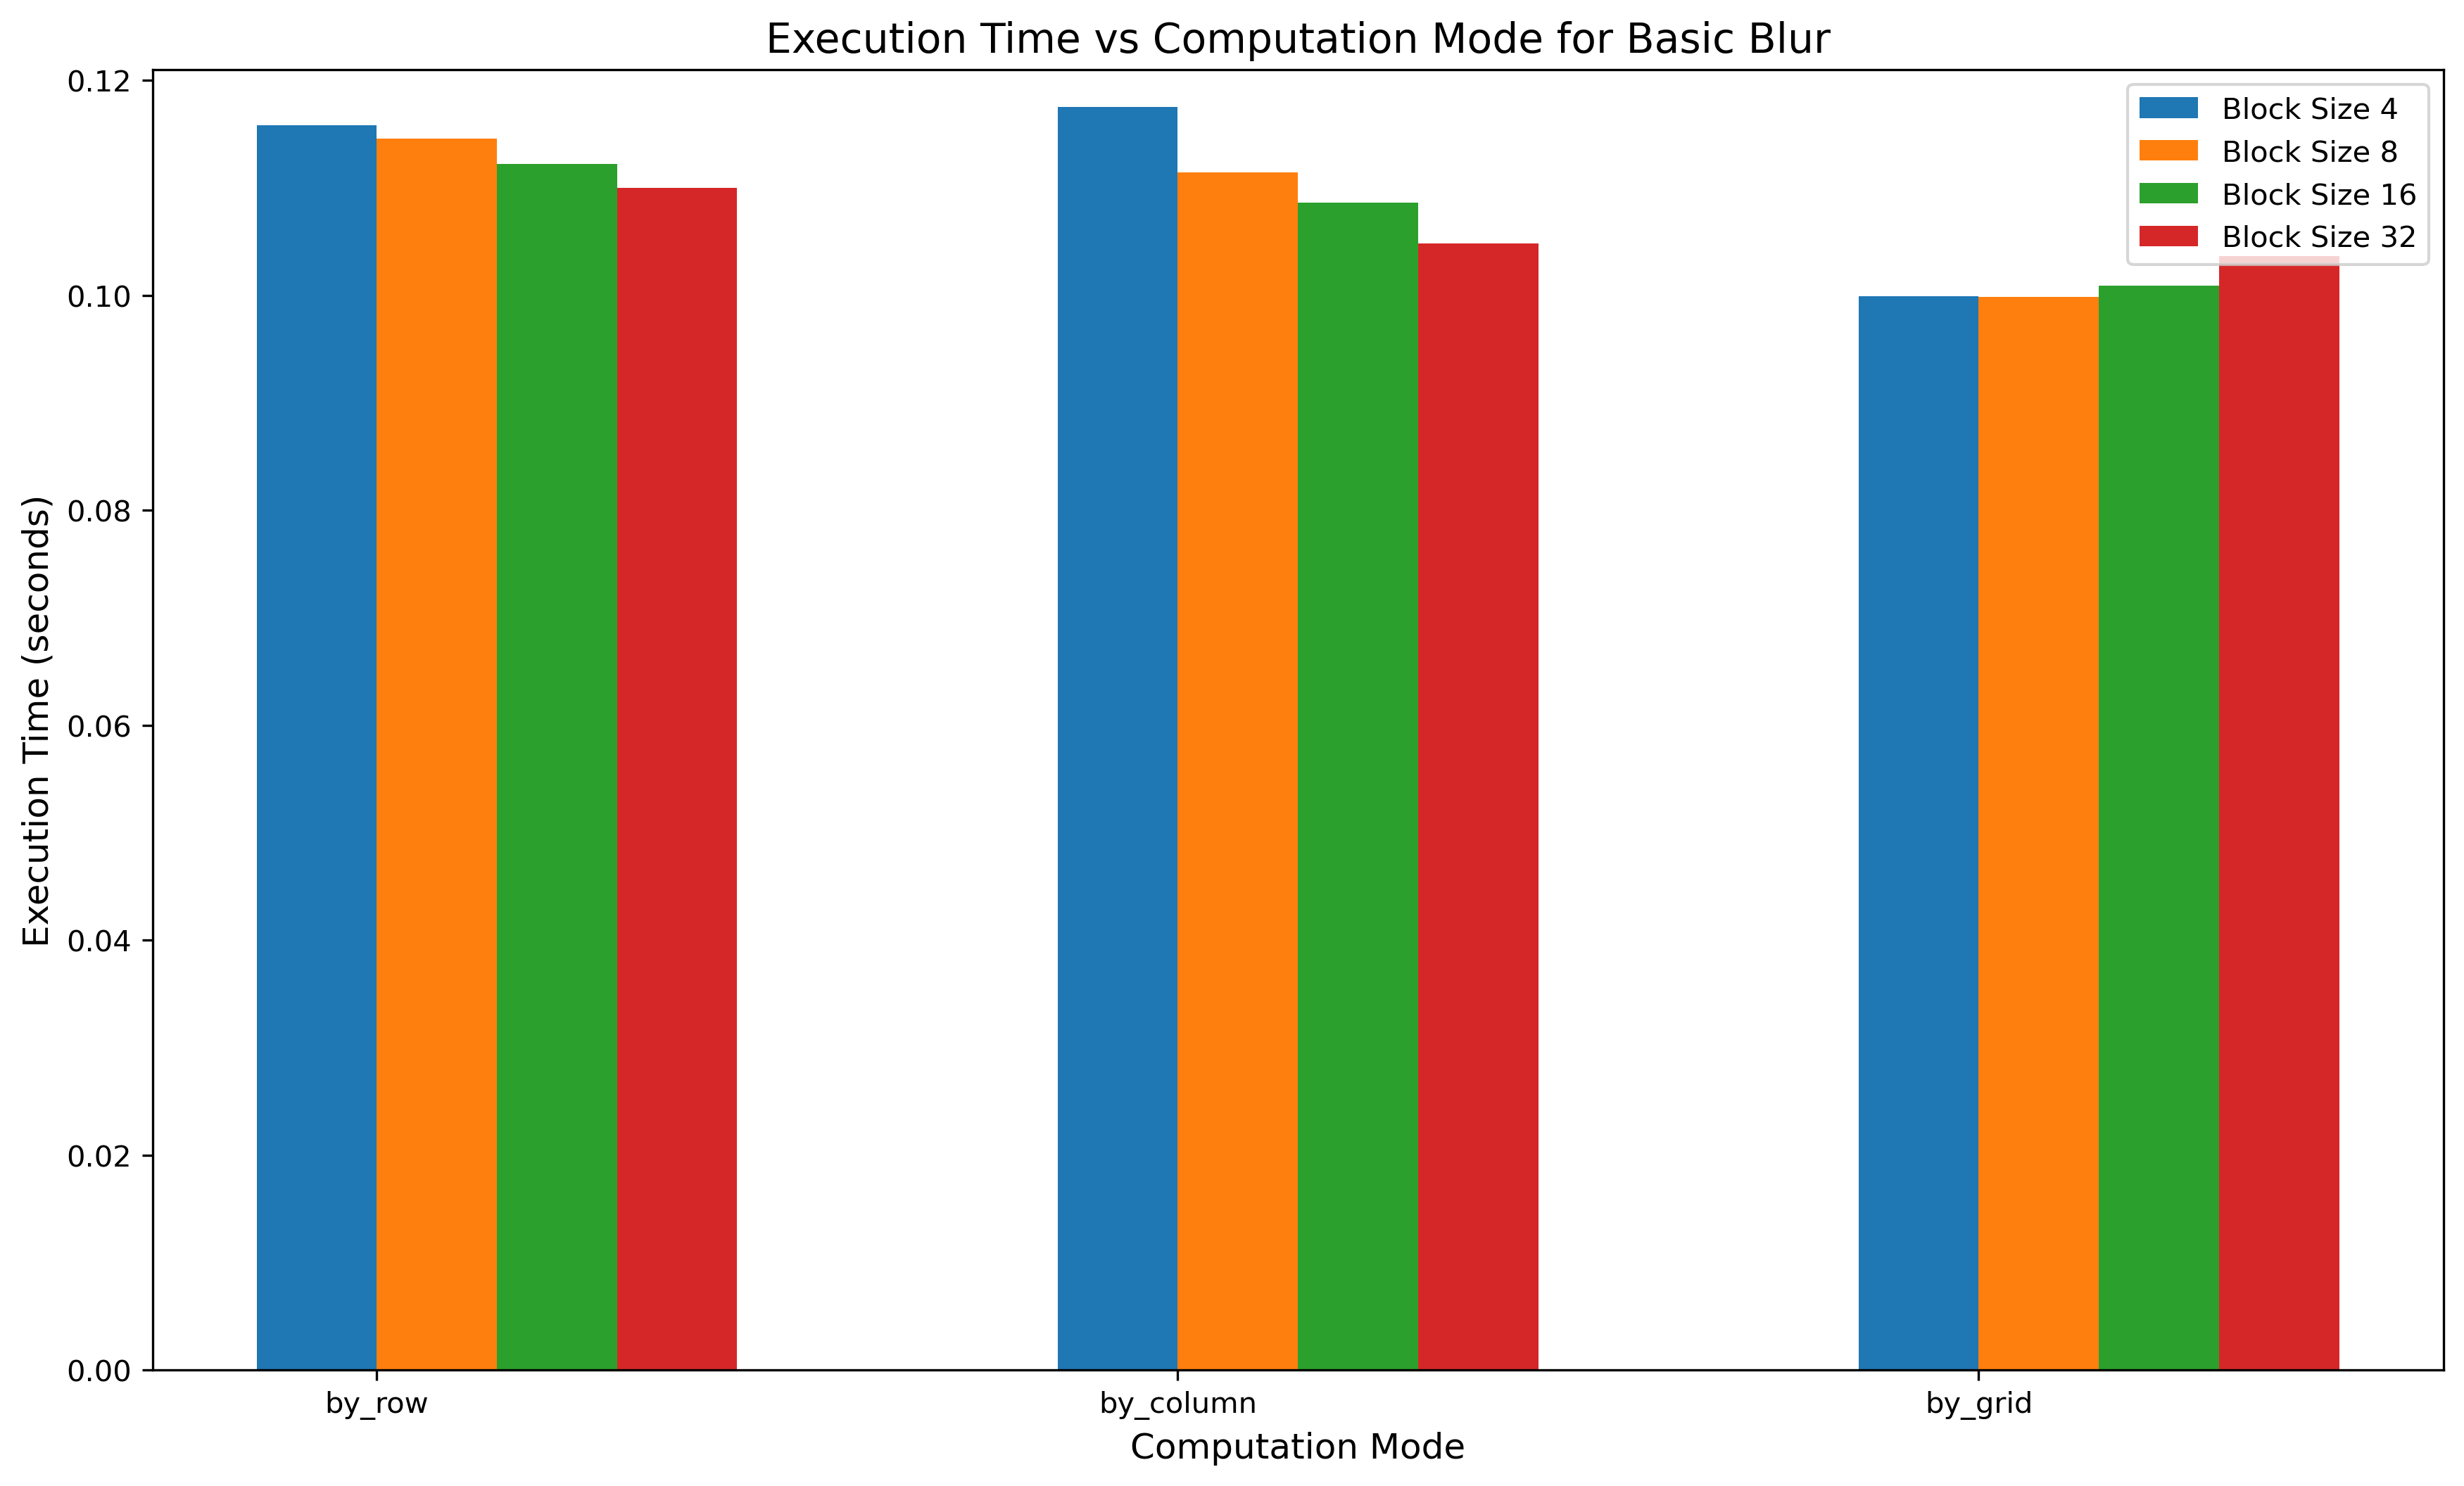 Execution Time vs Computation Mode for Basic Blur
0.12
0.10
0.08
0.06
0.04
0.02
0.00
Execution Time (seconds)
Block Size 4
Block Size 8
Block Size 16
Block Size 32
by_row
by_column
by_grid
Computation Mode